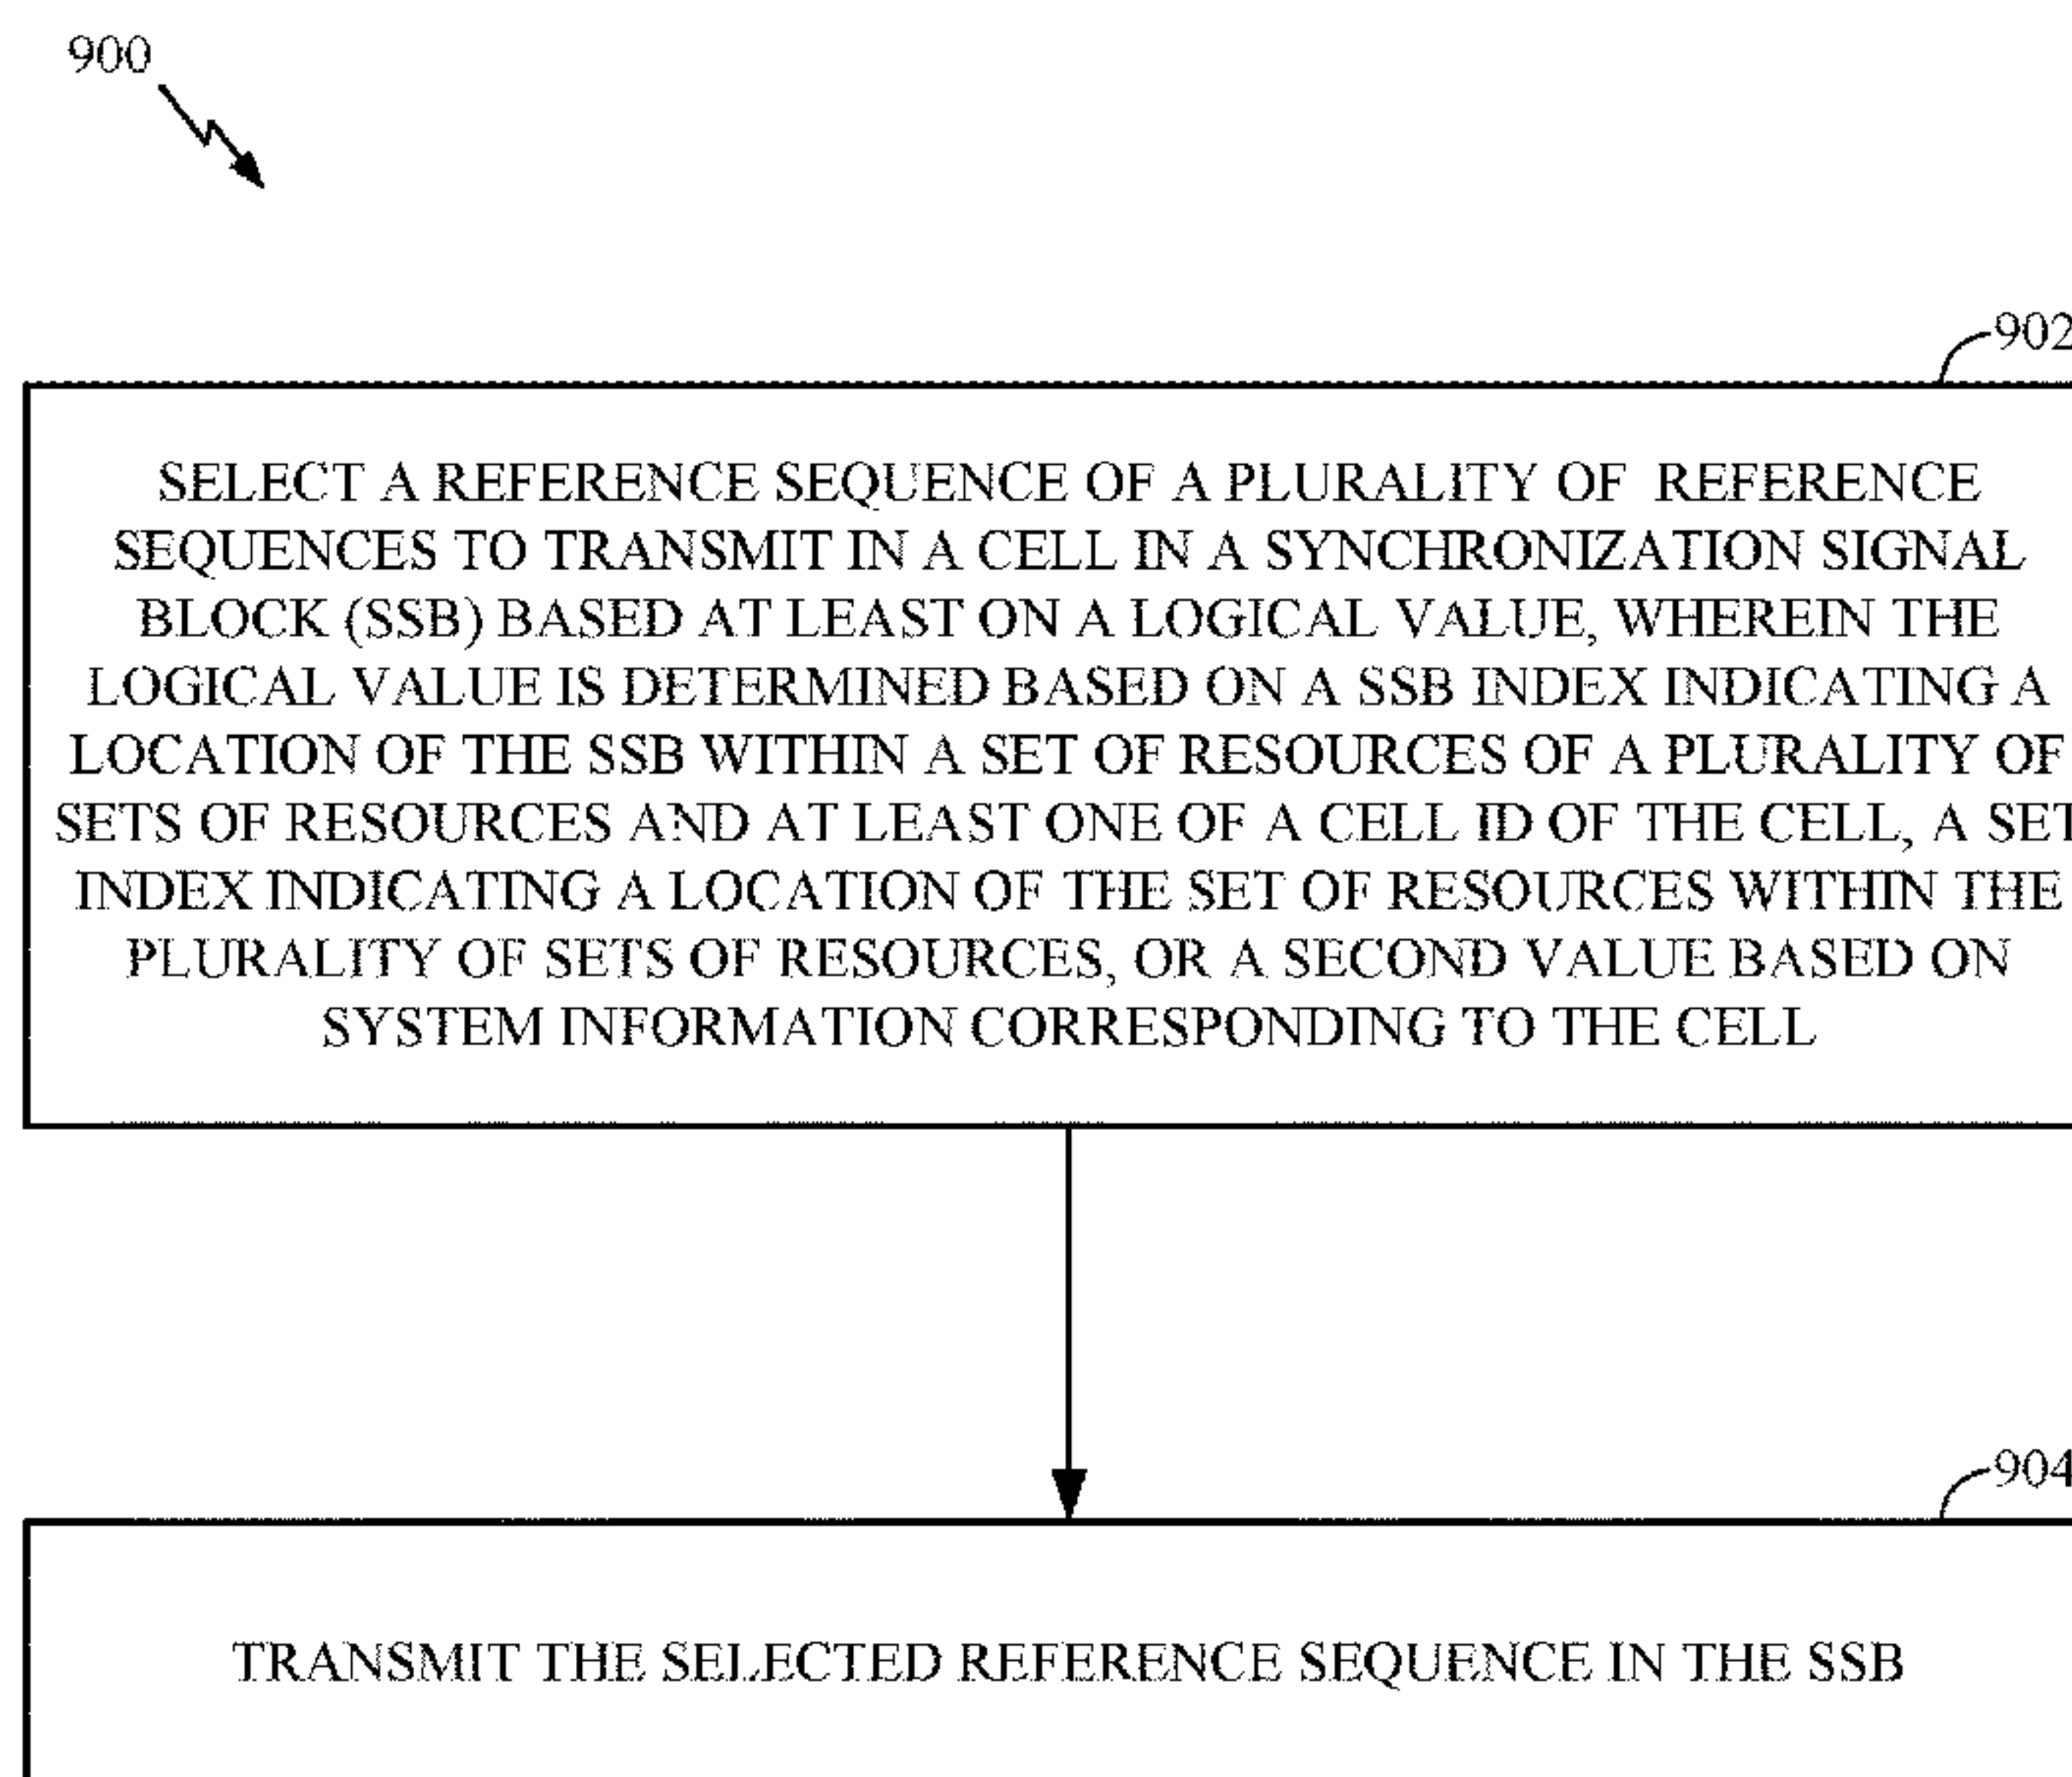 900
902
SELECT A REFERENCE SEQUENCE OF A PLURALITY OF REFERENCE
SEQUENCES TO TRANSMIT IN A CELL IN A SYNCHRONIZATION SIGNAL
BLOCK (SSB) BASED AT LEAST ON A LOGICAL VALUE, WHEREIN THE
LOGICAL VALUE IS DETERMINED BASED ON A SSB INDEX INDICATING A
LOCATION OF THE SSB WITHIN A SET OF RESOURCES OF A PLURALITY OF
SETS OF RESOURCES AND AT LEAST ONE OF A CELL ID OF THE CELL, A SET
INDEX INDICATING A LOCATION OF THE SET OF RESOURCES WITHIN THE
PLURALITY OF SETS OF RESOURCES, OR A SECOND VALUE BASED ON
SYSTEM INFORMATION CORRESPONDING TO THE CELL
904
TRANSMIT THE SELECTED REFERENCE SEQUENCE IN THE SSB